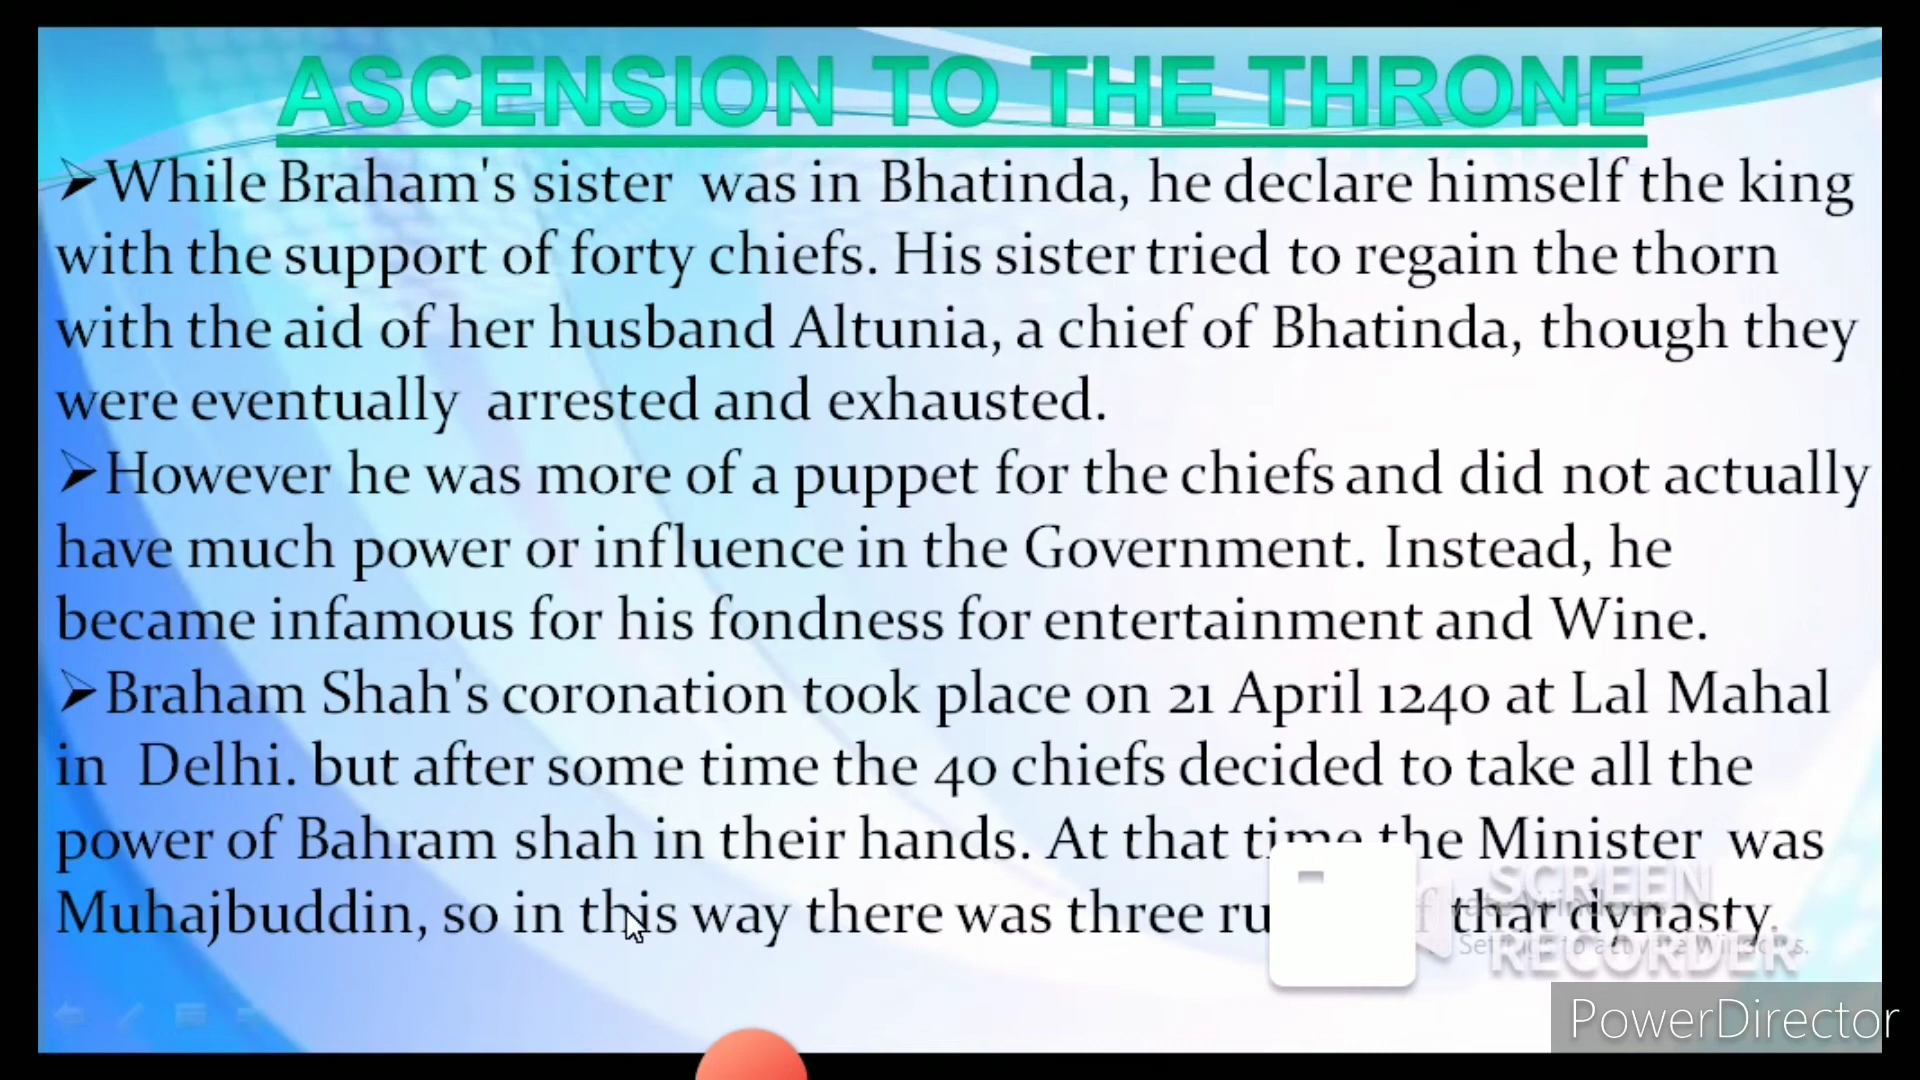 ASCENSION TO THE THRONE
➢While Braham's sister was in Bhatinda, he declare himself the king
with the support of forty chiefs. His sister tried to regain the thorn
with the aid of her husband Altunia, a chief of Bhatinda, though they
were eventually arrested and exhausted.
➢However he was more of a puppet for the chiefs and did not actually
have much power or influence in the Government. Instead, he
became infamous for his fondness for entertainment and Wine.
➢Braham Shah's coronation took place on 21 April 1240 at Lal Mahal
in Delhi. but after some time the 40 chiefs decided to take all the
power of Bahram shah in their hands. At that time the Minister was
Muhajbuddin, so in this way there was three that dynasty.
SCREEN
RECORDER
Settings to activate Windows.
PowerDirector